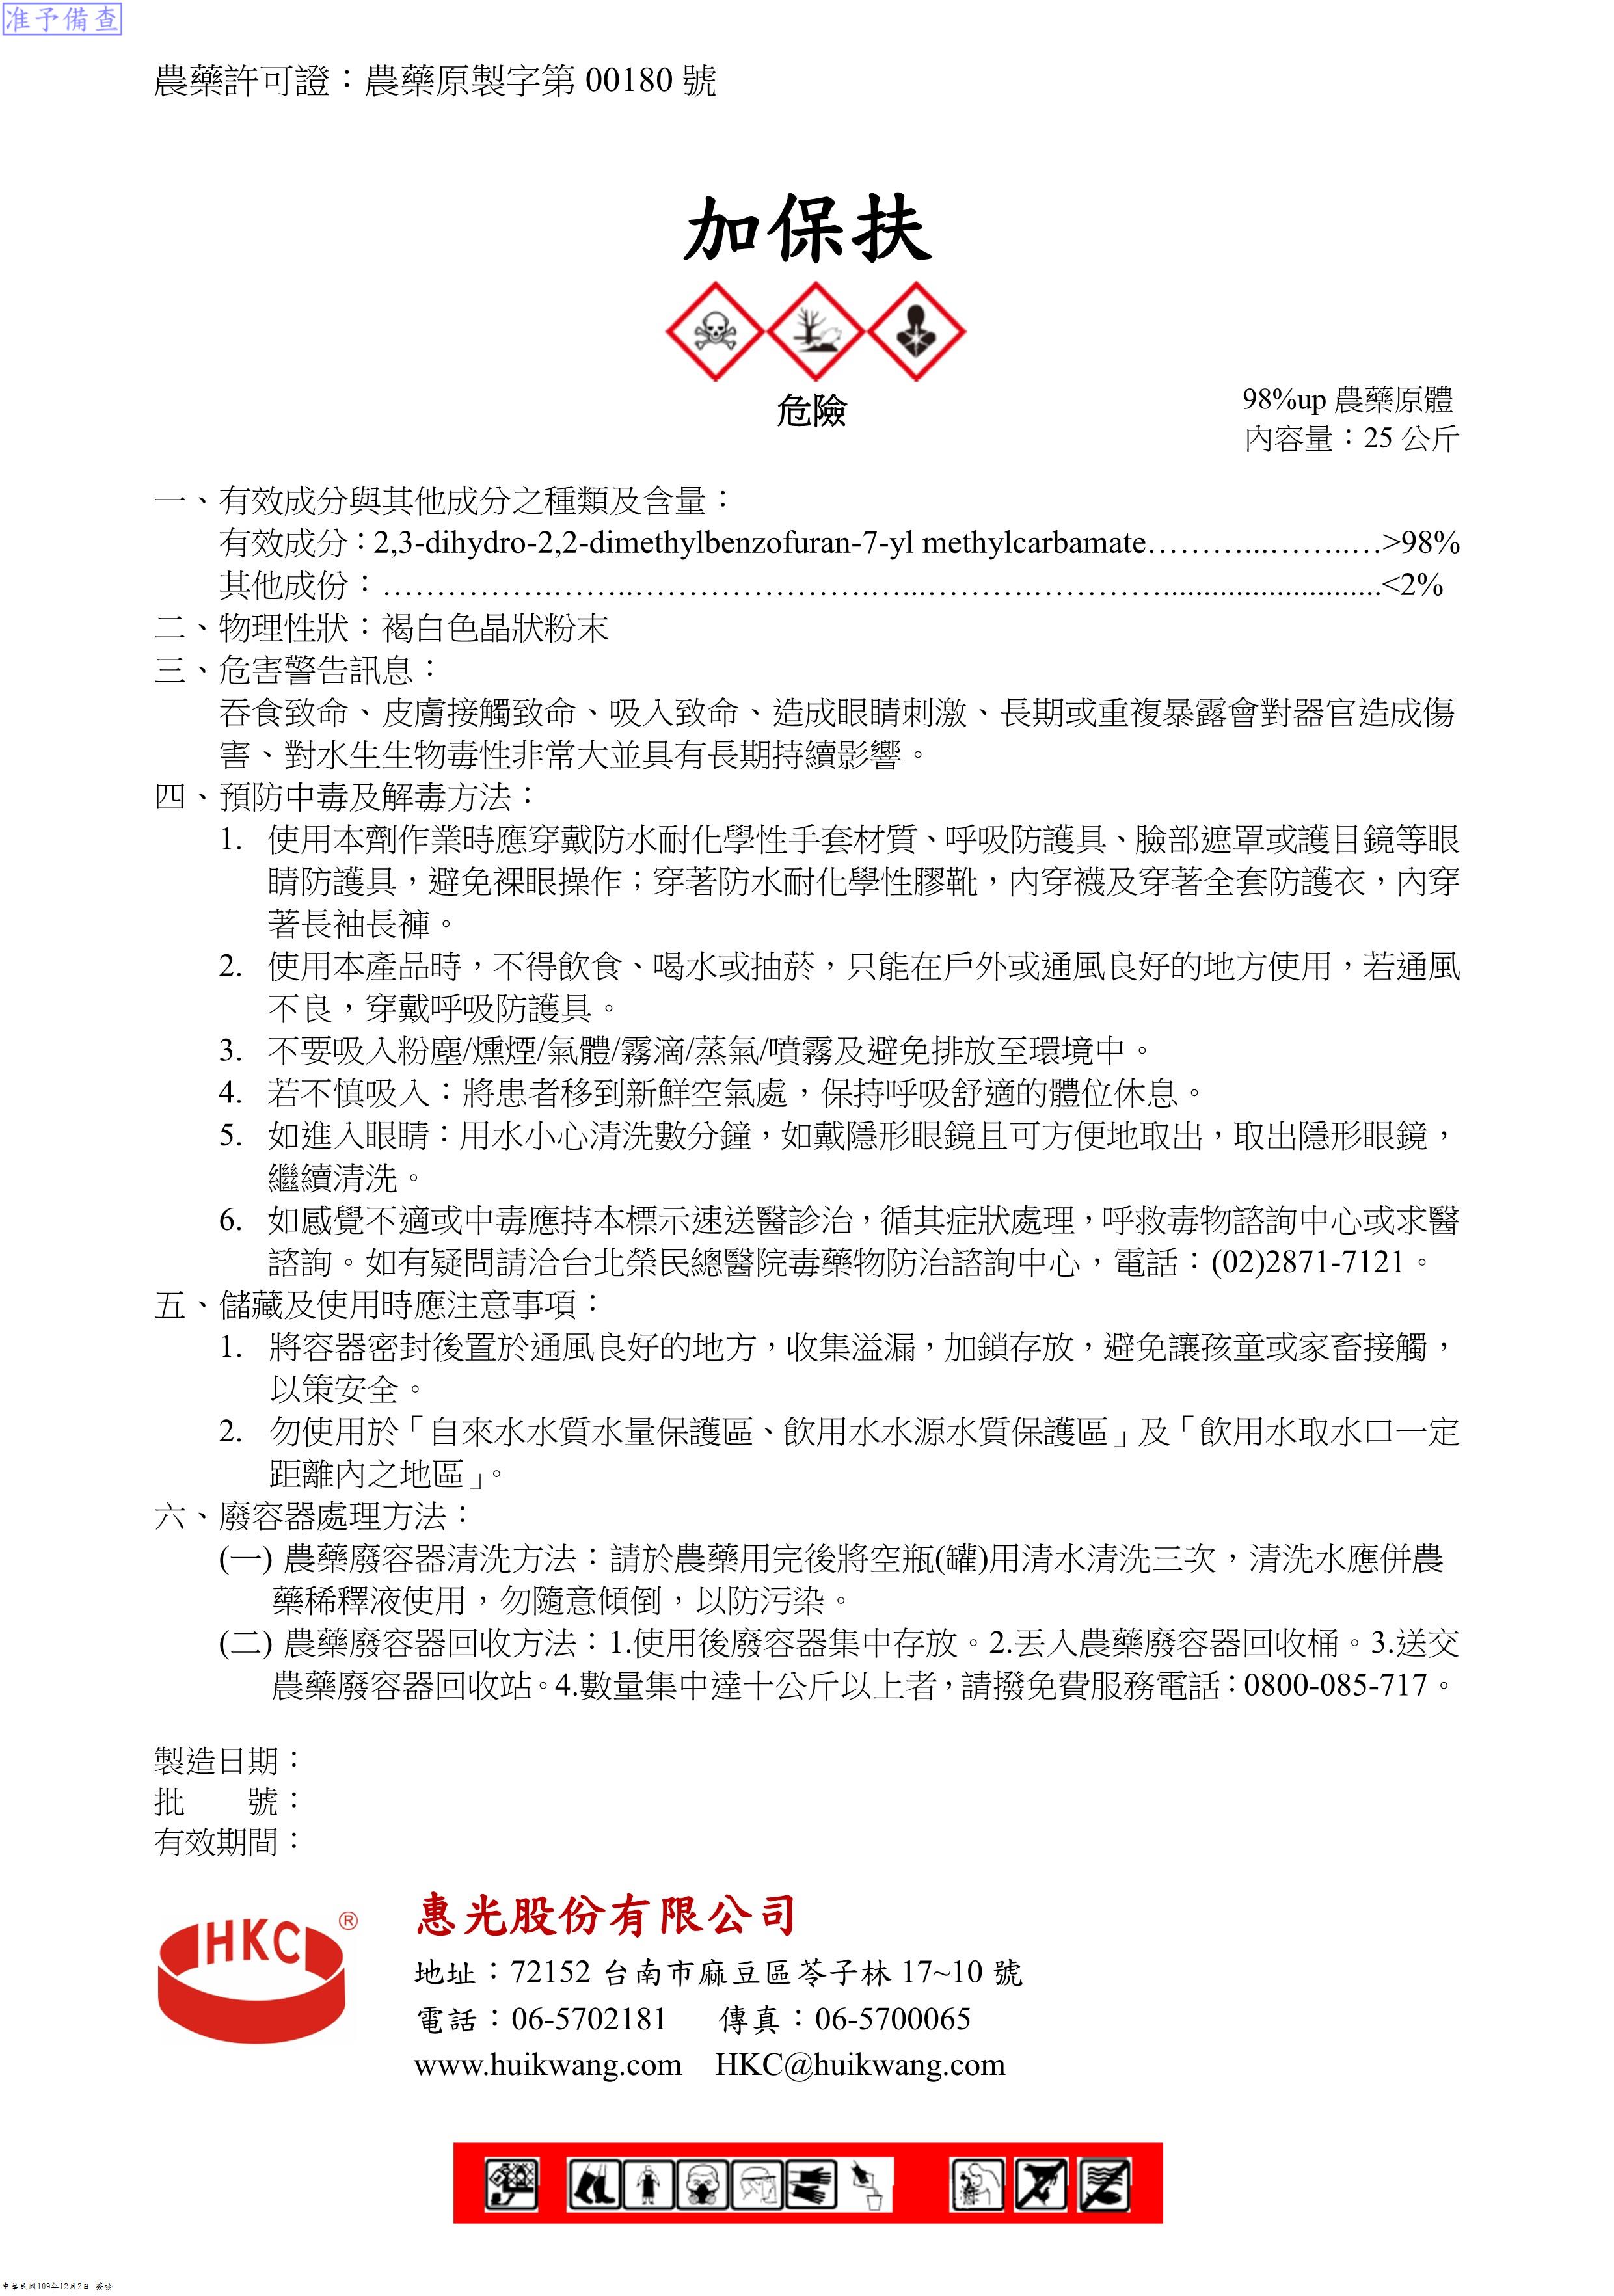 准予備查
農藥許可證：農藥原製字第 00180 號
加保扶
危險
98%up 農藥原體
內容量：25 公斤
一、有效成分與其他成分之種類及含量：
有效成分：2,3-dihydro-2,2-dimethylbenzofuran-7-yl methylcarbamate………...……..…>98%
其他成份：…………………………………………………………………………<2%
二、物理性狀：褐白色晶狀粉末
三、危害警告訊息：
吞食致命、皮膚接觸致命、吸入致命、造成眼睛刺激、長期或重複暴露會對器官造成傷
害、對水生生物毒性非常大並具有長期持續影響。
四、預防中毒及解毒方法：
1. 使用本劑作業時應穿戴防水耐化學性手套材質、呼吸防護具、臉部遮罩或護目鏡等眼
睛防護具，避免裸眼操作；穿著防水耐化學性膠靴，內穿襪及穿著全套防護衣，內穿
著長袖長褲。
2. 使用本產品時，不得飲食、喝水或抽菸，只能在戶外或通風良好的地方使用，若通風
不良，穿戴呼吸防護具。
3. 不要吸入粉塵/燻煙/氣體/霧滴/蒸氣/噴霧及避免排放至環境中。
4. 若不慎吸入：將患者移到新鮮空氣處，保持呼吸舒適的體位休息。
5. 如進入眼睛：用水小心清洗數分鐘，如戴隱形眼鏡且可方便地取出，取出隱形眼鏡，
繼續清洗。
6. 如感覺不適或中毒應持本標示速送醫診治，循其症狀處理，呼救毒物諮詢中心或求醫
諮詢。如有疑問請洽台北榮民總醫院毒藥物防治諮詢中心，電話：(02)2871-7121。
五、儲藏及使用時應注意事項：
1. 將容器密封後置於通風良好的地方，收集溢漏，加鎖存放，避免讓孩童或家畜接觸，
以策安全。
2. 勿使用於「自來水水質水量保護區、飲用水水源水質保護區」及「飲用水取水口一定
距離內之地區」。
六、廢容器處理方法：
(一) 農藥廢容器清洗方法：請於農藥用完後將空瓶(罐)用清水清洗三次，清洗水應併農
藥稀釋液使用，勿隨意傾倒，以防污染。
(二) 農藥廢容器回收方法：1.使用後廢容器集中存放。2.丟入農藥廢容器回收桶。3.送交
農藥廢容器回收站。4.數量集中達十公斤以上者，請撥免費服務電話：0800-085-717。
製造日期：
批　　號：
有效期間：
HKC ®
惠光股份有限公司
地址：72152 台南市麻豆區苓子林 17~10 號
電話：06-5702181 傳真：06-5700065
www.huikwang.com HKC@huikwang.com
中華民國109年12月2日 簽發